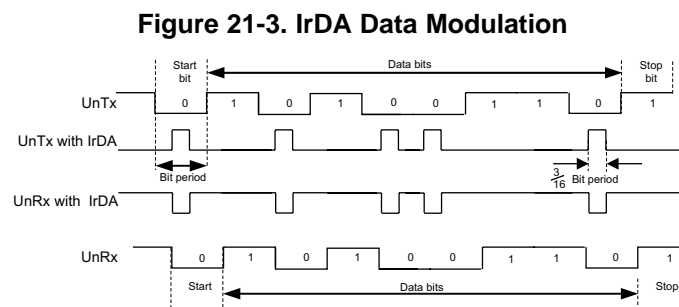 Figure 21-3. IrDA Data Modulation
Start bit
Data bits
Stop bit
UnTx
0 1 0 1 0 0 1 1 0 1
UnTx with IrDA
Bit period
3/16 Bit period
UnRx with IrDA
UnRx
0 1 0 1 0 0 1 1 0 1
Start
Data bits
Stop